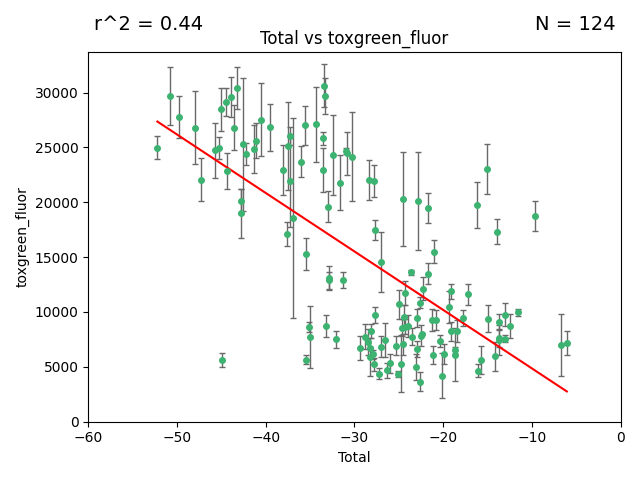 r^2 = 0.44
N = 124
Total vs toxgreen_fluor
toxgreen_fluor
30000
25000
20000
15000
10000
5000
0
−60
−50
−40
−30
−20
−10
0
Total